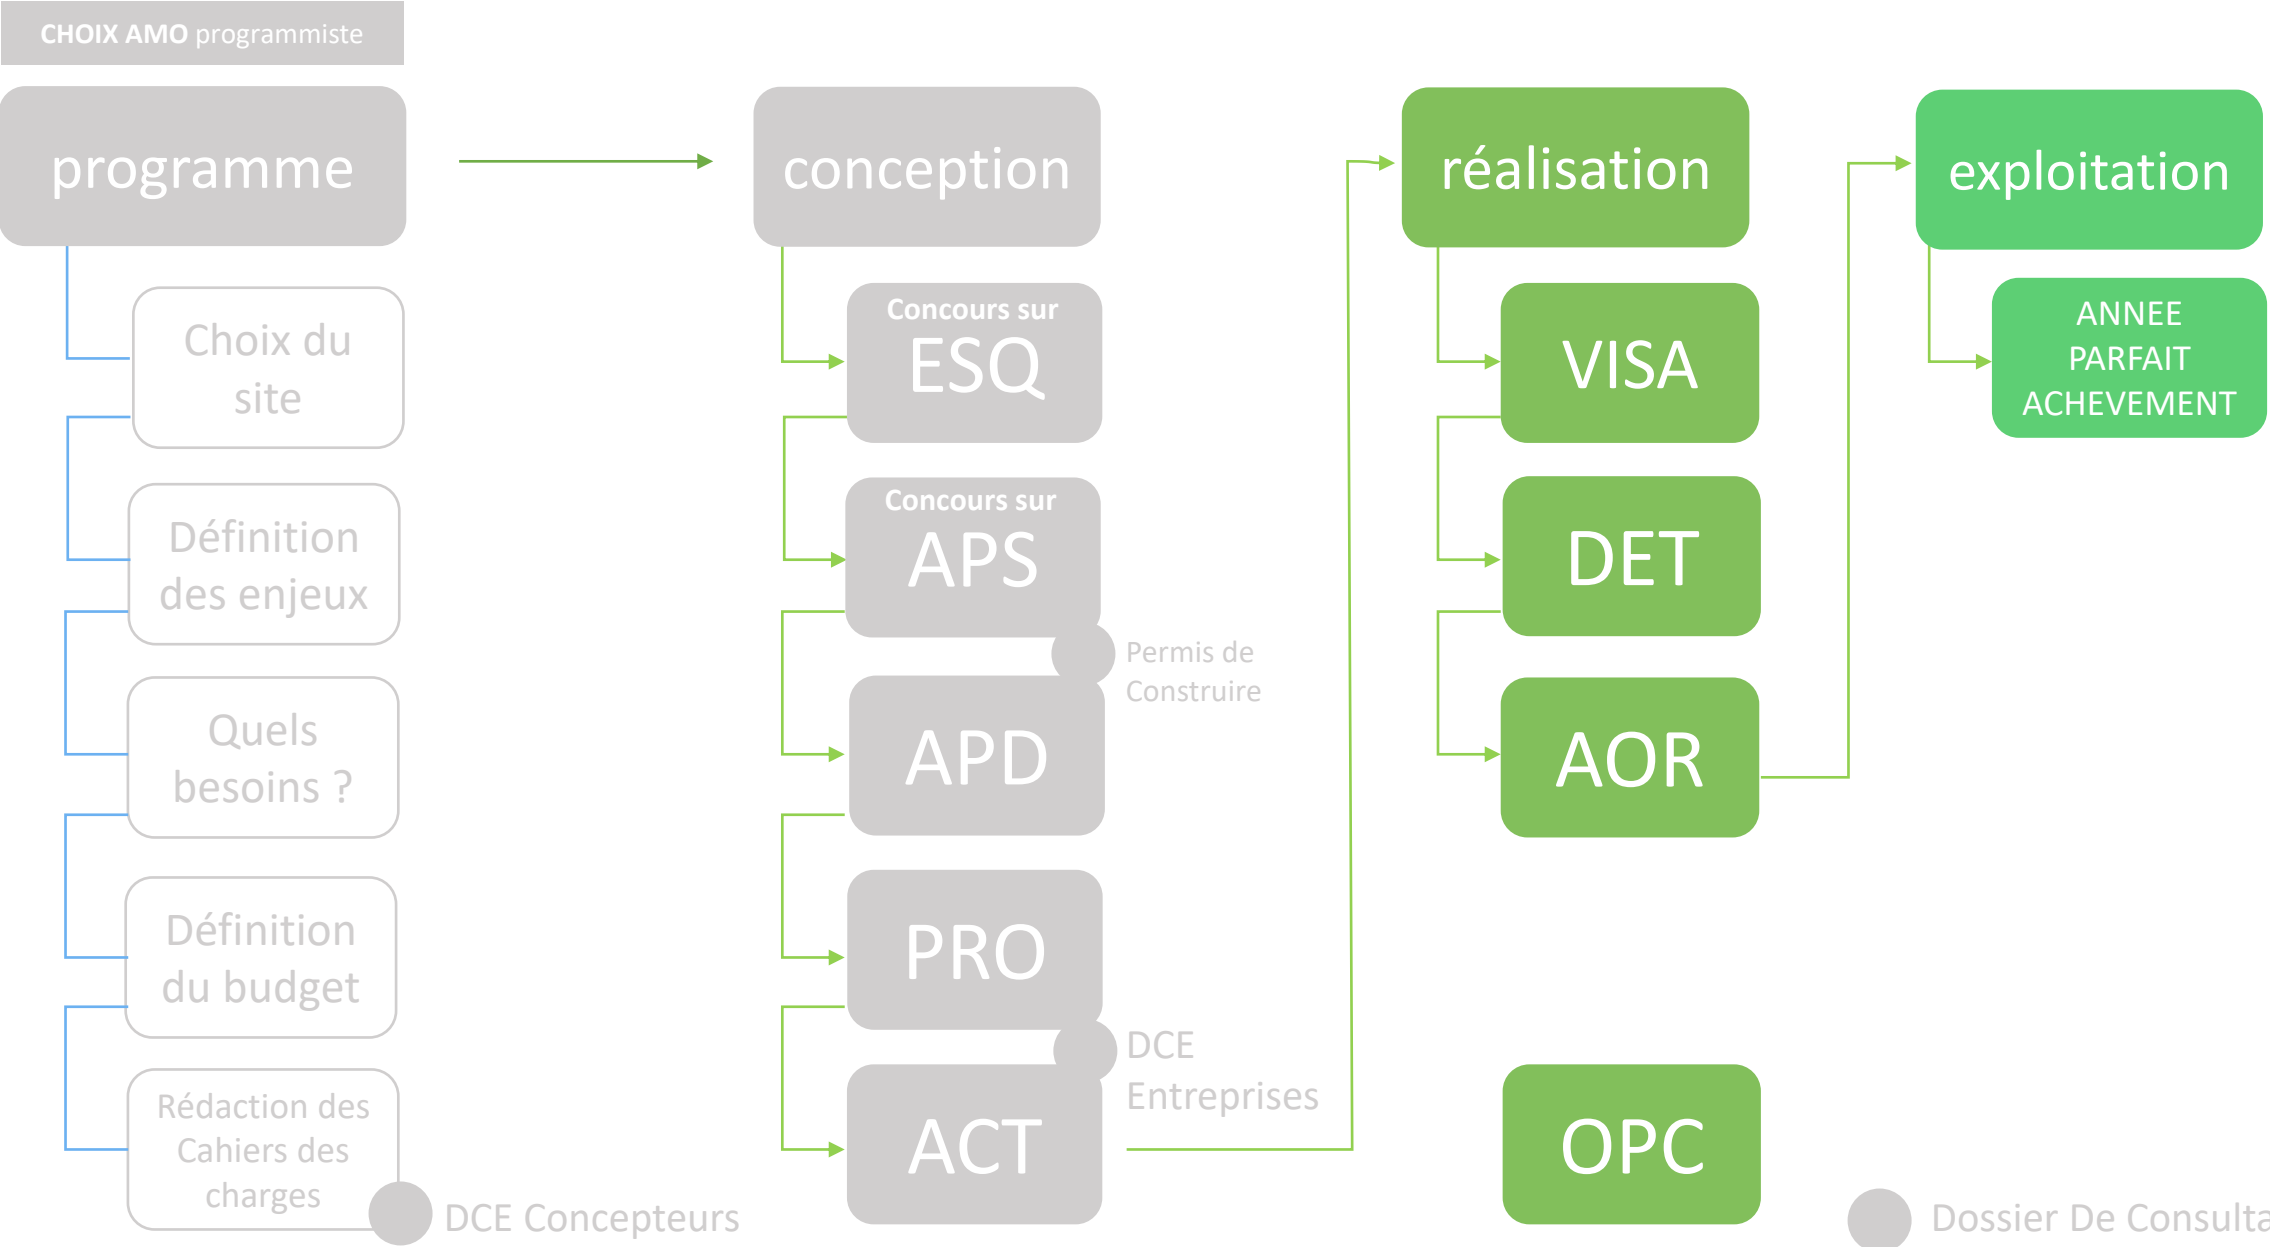 CHOIX AMO programmiste
programme
Choix du
site
Définition
des enjeux
Quels
besoins ?
Définition
du budget
Rédaction des
Cahiers des
charges
DCE Concepteurs
conception
Concours sur
ESQ
Concours sur
APS
Permis de
Construire
APD
PRO
DCE
Entreprises
ACT
réalisation
VISA
DET
AOR
OPC
exploitation
ANNEE
PARFAIT
ACHEVEMENT
Dossier De